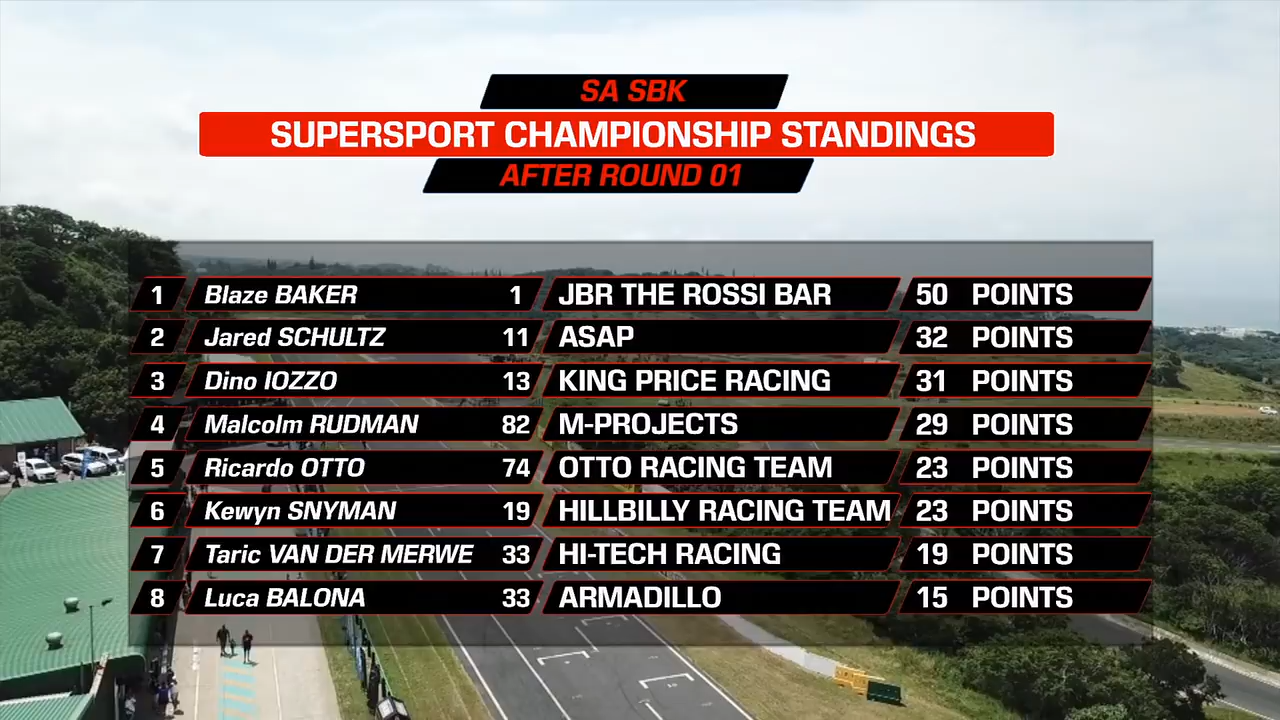 SA SBK
SUPERSPORT CHAMPIONSHIP STANDINGS
AFTER ROUND 01
1 Blaze BAKER 1 JBR THE ROSSI BAR 50 POINTS
2 Jared SCHULTZ 11 ASAP 32 POINTS
3 Dino IOZZO 13 KING PRICE RACING 31 POINTS
4 Malcolm RUDMAN 82 M-PROJECTS 29 POINTS
5 Ricardo OTTO 74 OTTO RACING TEAM 23 POINTS
6 Kewyn SNYMAN 19 HILLBILLY RACING TEAM 23 POINTS
7 Taric VAN DER MERWE 33 HI-TECH RACING 19 POINTS
8 Luca BALONA 33 ARMADILLO 15 POINTS